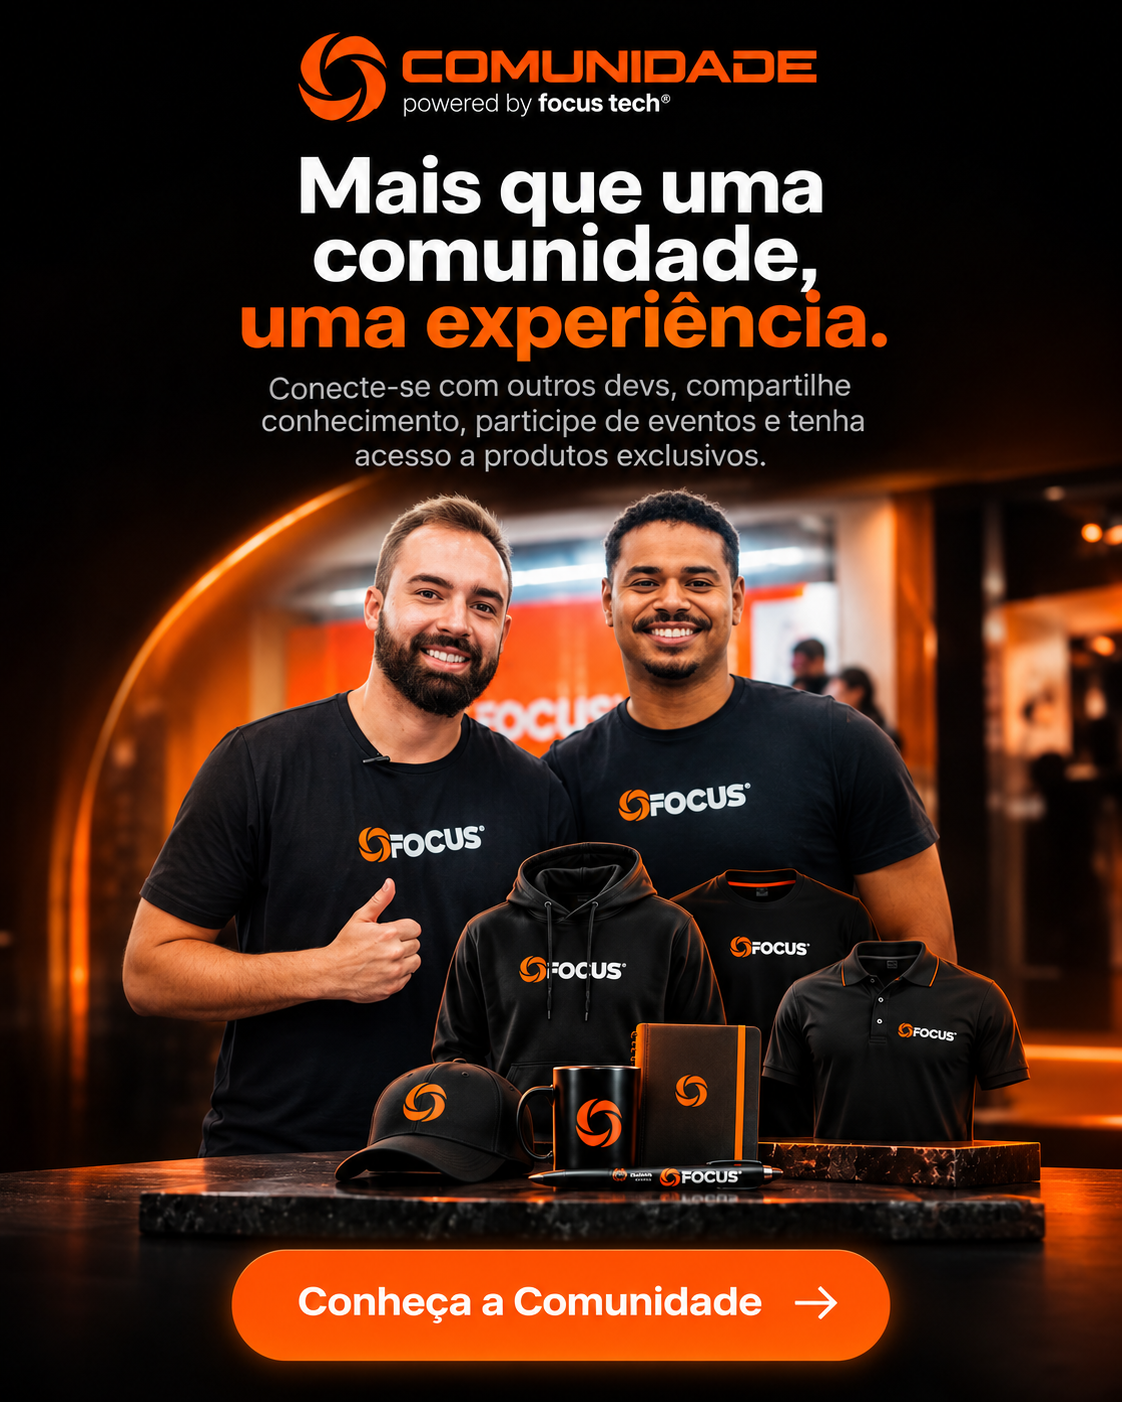 COMUNIDADE
powered by focus tech®
Mais que uma
comunidade,
uma experiência.
Conecte-se com outros devs, compartilhe
conhecimento, participe de eventos e tenha
acesso a produtos exclusivos.
FOCUS
FOCUS®
FOCUS®
FOCUS®
FOCUS®
FOCUS®
FOCUS®
Conheça a Comunidade →